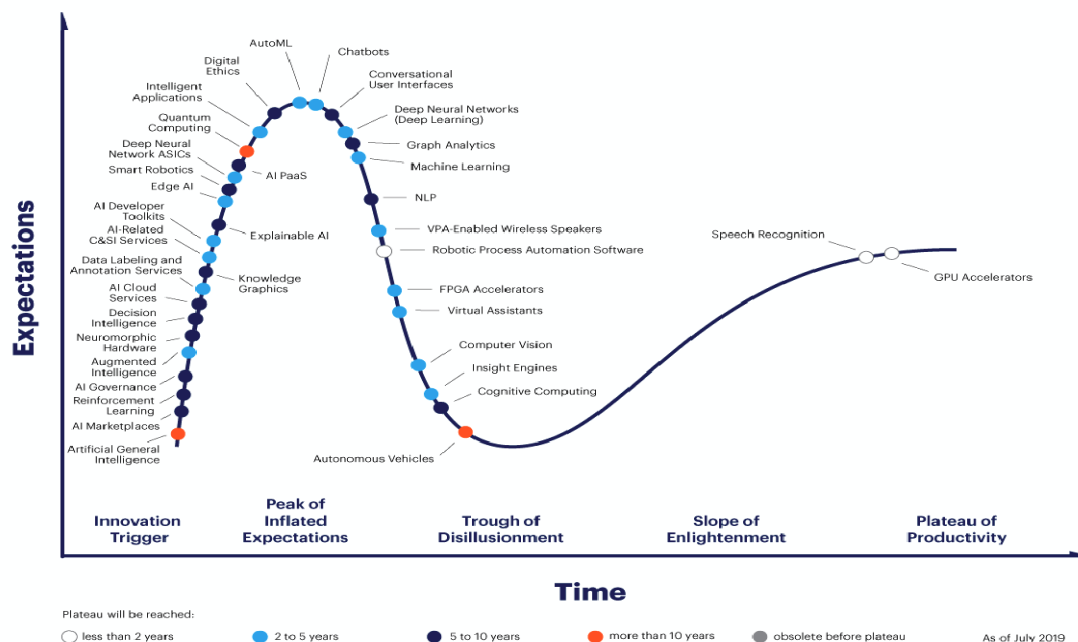 Expectations
AutoML
Chatbots
Digital
Ethics
Conversational
User Interfaces
Intelligent
Applications
Deep Neural Networks
(Deep Learning)
Quantum
Computing
Graph Analytics
Deep Neural
Network ASICs
Machine Learning
Smart Robotics
AI PaaS
Edge AI
NLP
AI Developer
Toolkits
Explainable AI
AI-Related
C&SI Services
VPA-Enabled Wireless Speakers
Robotic Process Automation Software
Speech Recognition
Data Labeling and
Annotation Services
Knowledge
Graphics
GPU Accelerators
AI Cloud
Services
FPGA Accelerators
Decision
Intelligence
Virtual Assistants
Neuromorphic
Hardware
Computer Vision
Augmented
Intelligence
Insight Engines
AI Governance
Cognitive Computing
Reinforcement
Learning
AI Marketplaces
Artificial General
Intelligence
Autonomous Vehicles
Innovation
Trigger
Peak of
Inflated
Expectations
Trough of
Disillusionment
Slope of
Enlightenment
Plateau of
Productivity
Time
Plateau will be reached:
less than 2 years
2 to 5 years
5 to 10 years
more than 10 years
obsolete before plateau
As of July 2019